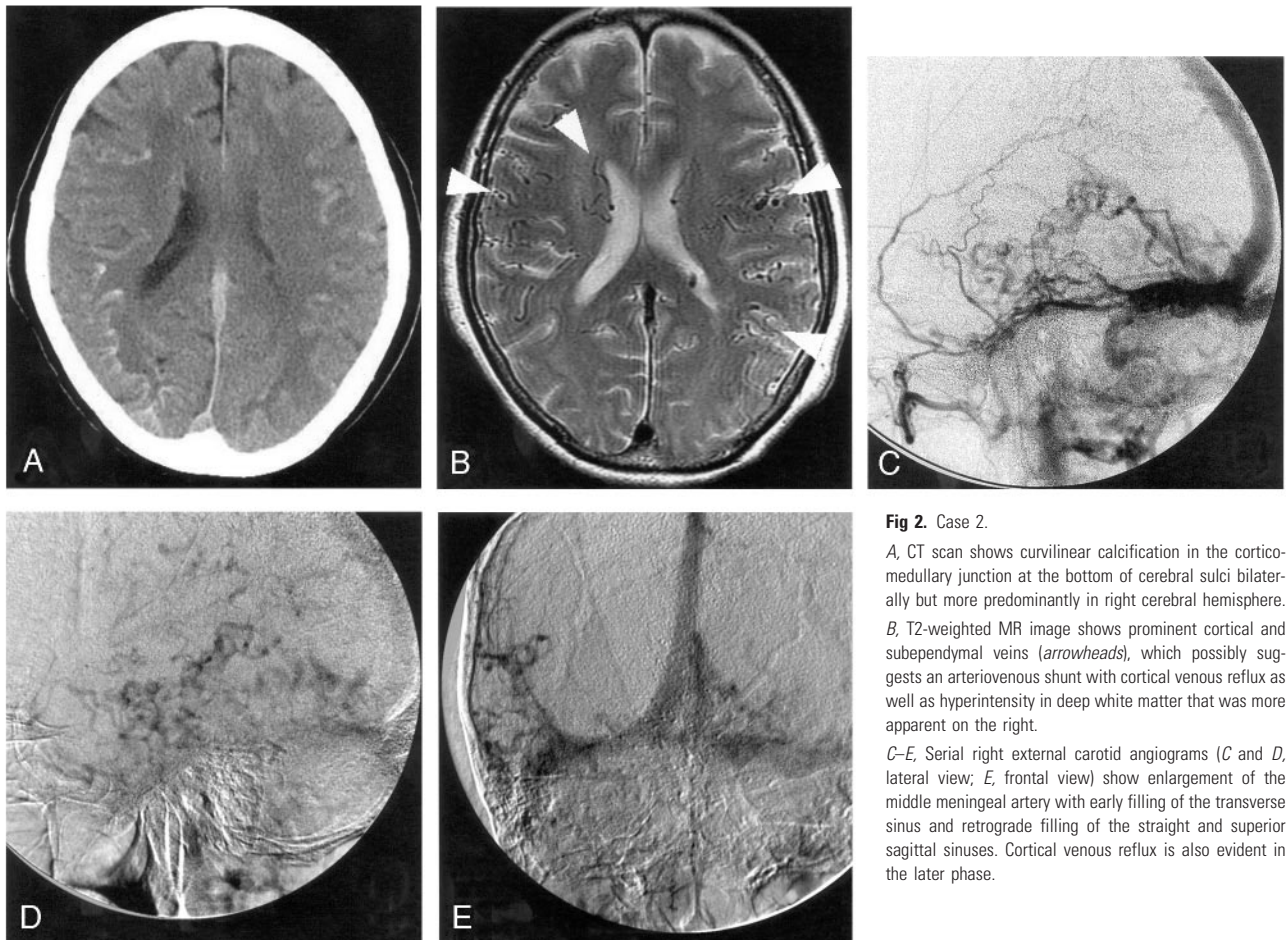 A
B
C
D
E
Fig 2. Case 2.
A, CT scan shows curvilinear calcification in the cortico-
medullary junction at the bottom of cerebral sulci bilater-
ally but more predominantly in right cerebral hemisphere.
B, T2-weighted MR image shows prominent cortical and
subependymal veins (arrowheads), which possibly sug-
gests an arteriovenous shunt with cortical venous reflux as
well as hyperintensity in deep white matter that was more
apparent on the right.
C–E, Serial right external carotid angiograms (C and D,
lateral view; E, frontal view) show enlargement of the
middle meningeal artery with early filling of the transverse
sinus and retrograde filling of the straight and superior
sagittal sinuses. Cortical venous reflux is also evident in
the later phase.